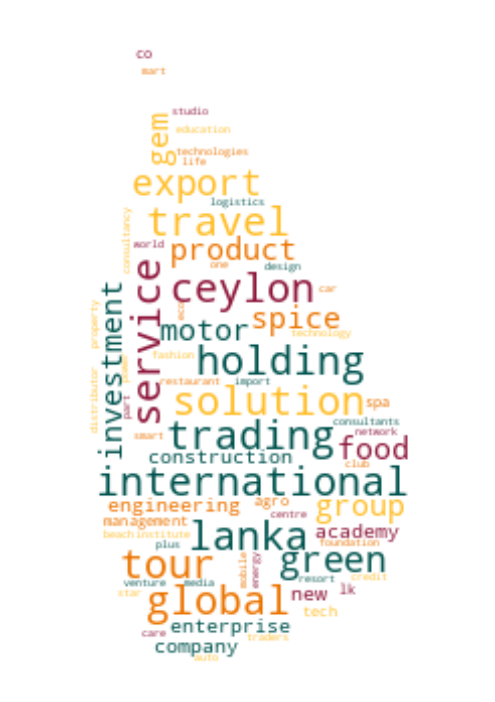 co
mart
studio
gem
education
technologies
life
export
logistics
travel
consultancy
world
product
one
design
service
ceylon
car
investment
property
eco
spice
motor
technology
fashion
holding
power
restaurant
import
distributor
part
solution
spa
consultants
smart
trading
network
food
construction
club
international
engineering
agro
group
centre
management
lanka
academy
beach
institute
foundation
plus
green
tour
mobile
energy
resort
credit
venture
media
star
global
new
lk
tech
enterprise
care
traders
company
auto